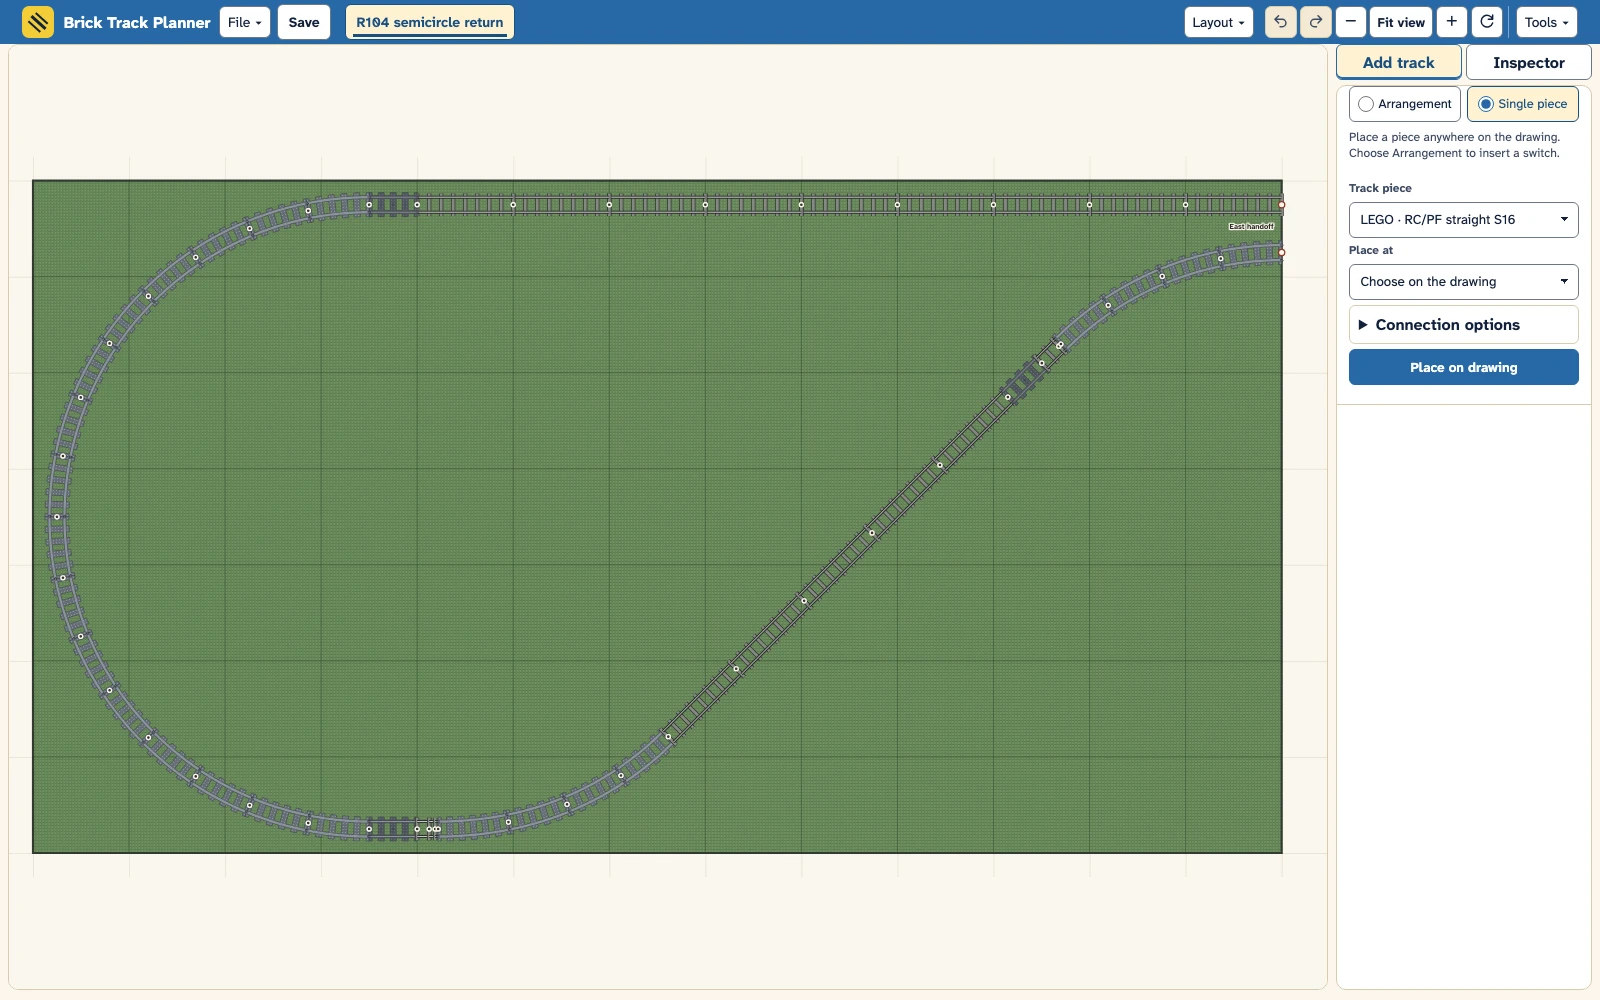 Brick Track Planner
File
Save
R104 semicircle return
Layout
−
Fit view
+
Tools
Add track
Inspector
Arrangement
Single piece
Place a piece anywhere on the drawing.
Choose Arrangement to insert a switch.
Track piece
LEGO · RC/PF straight S16
Place at
Choose on the drawing
Connection options
Place on drawing
East handoff